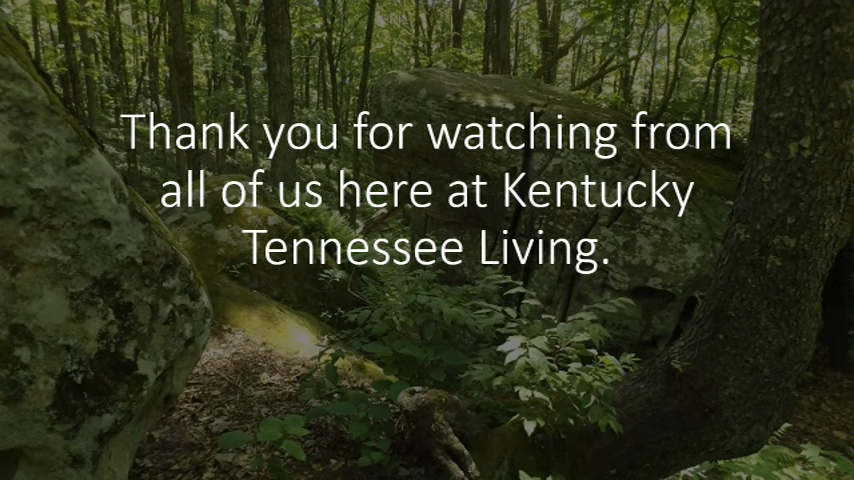 Thank you for watching from
all of us here at Kentucky
Tennessee Living.